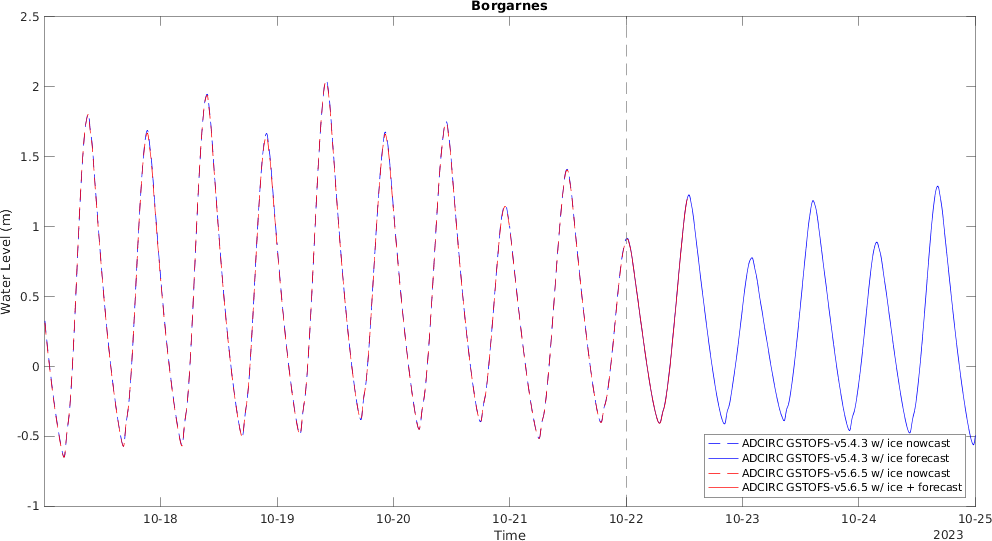 Borgarnes
2.5
2
1.5
1
0.5
0
-0.5
-1
Water Level (m)
ADCIRC GSTOFS-v5.4.3 w/ ice nowcast
ADCIRC GSTOFS-v5.4.3 w/ ice forecast
ADCIRC GSTOFS-v5.6.5 w/ ice nowcast
ADCIRC GSTOFS-v5.6.5 w/ ice + forecast
10-18
10-19
10-20
10-21
10-22
10-23
10-24
10-25
Time
2023